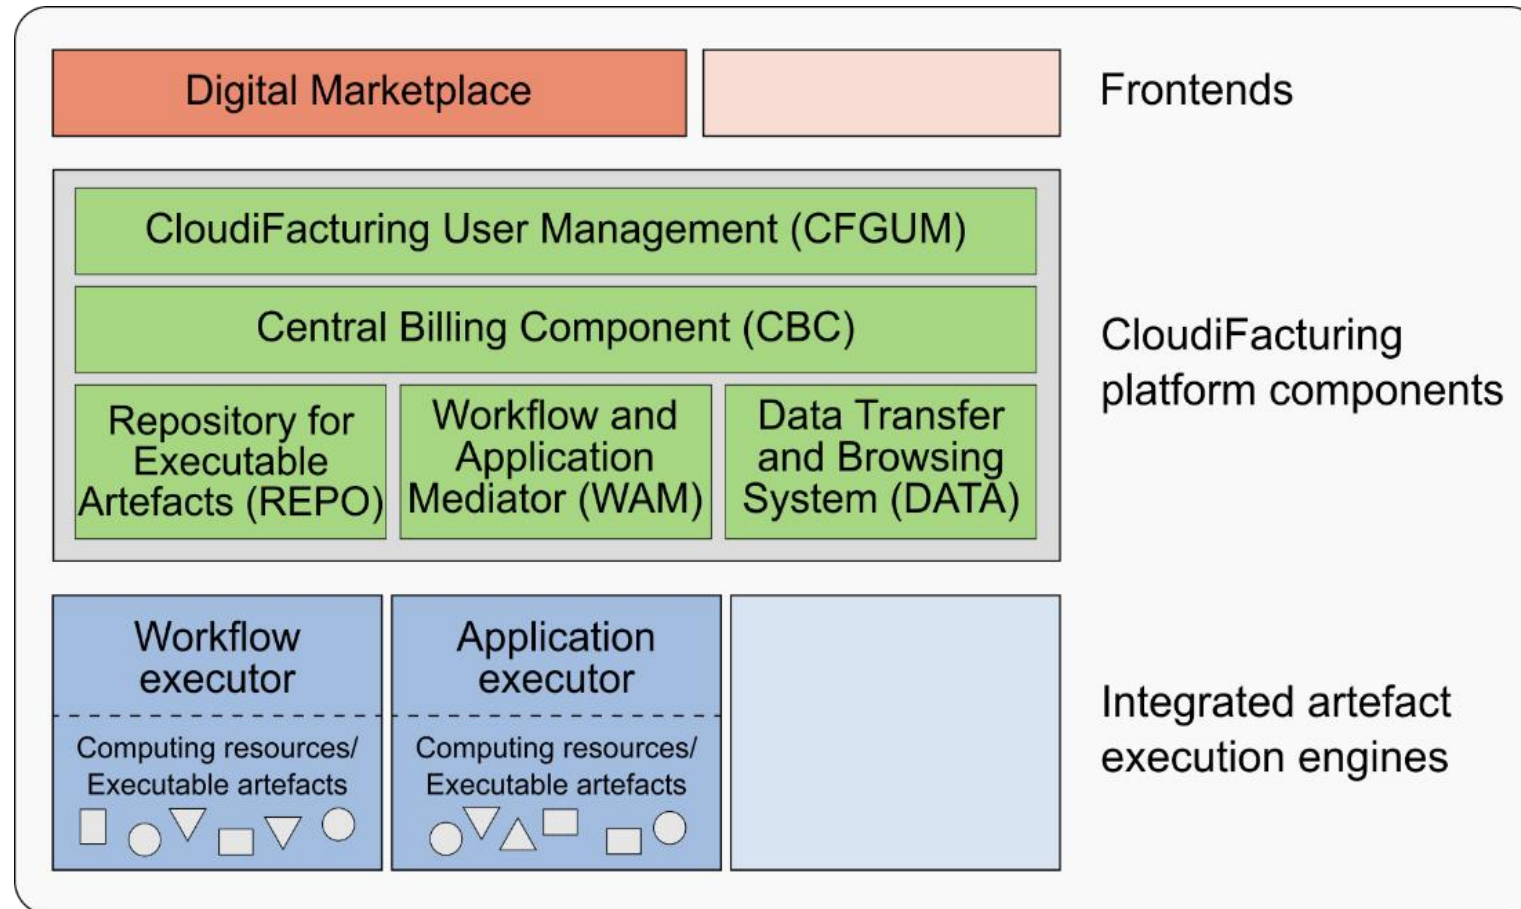 Digital Marketplace
Frontends
CloudiFacturing User Management (CFGUM)
Central Billing Component (CBC)
Repository for
Executable
Artefacts (REPO)
Workflow and
Application
Mediator (WAM)
Data Transfer
and Browsing
System (DATA)
CloudiFacturing
platform components
Workflow
executor
Computing resources/
Executable artefacts
Application
executor
Computing resources/
Executable artefacts
Integrated artefact
execution engines